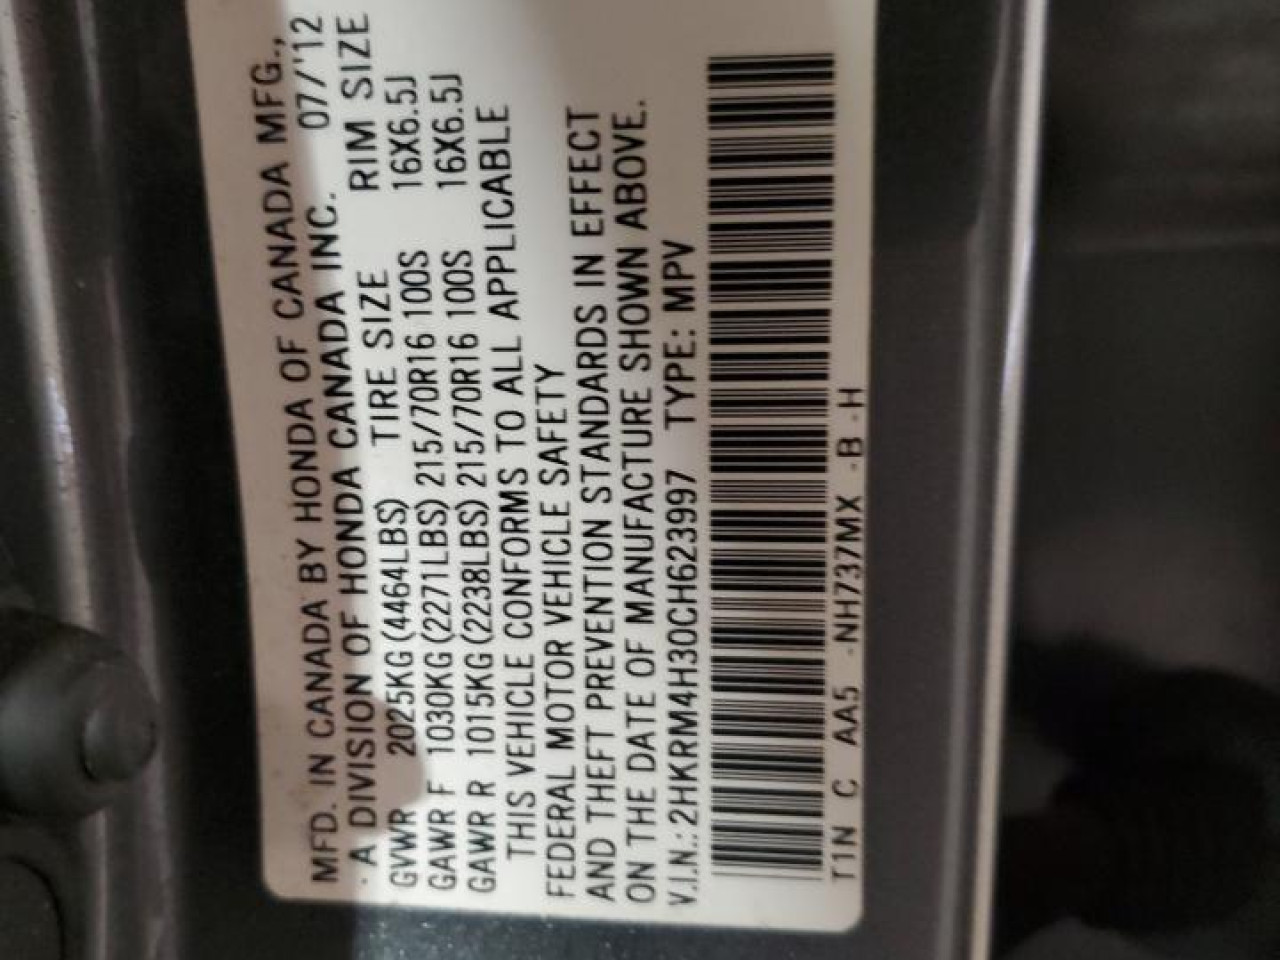 MFD. IN CANADA BY HONDA OF CANADA MFG.,
A DIVISION OF HONDA CANADA INC. 07/'12
TIRE SIZE RIM SIZE
GVWR 2025KG (4464LBS)
GAWR F 1030KG (2271LBS) 215/70R16 100S 16X6.5J
GAWR R 1015KG (2238LBS) 215/70R16 100S 16X6.5J
THIS VEHICLE CONFORMS TO ALL APPLICABLE
FEDERAL MOTOR VEHICLE SAFETY
AND THEFT PREVENTION STANDARDS IN EFFECT
ON THE DATE OF MANUFACTURE SHOWN ABOVE.
V.I.N.: 2HKRM4H30CH623997 TYPE: MPV
T1N C AA5 -NH737MX -B -H